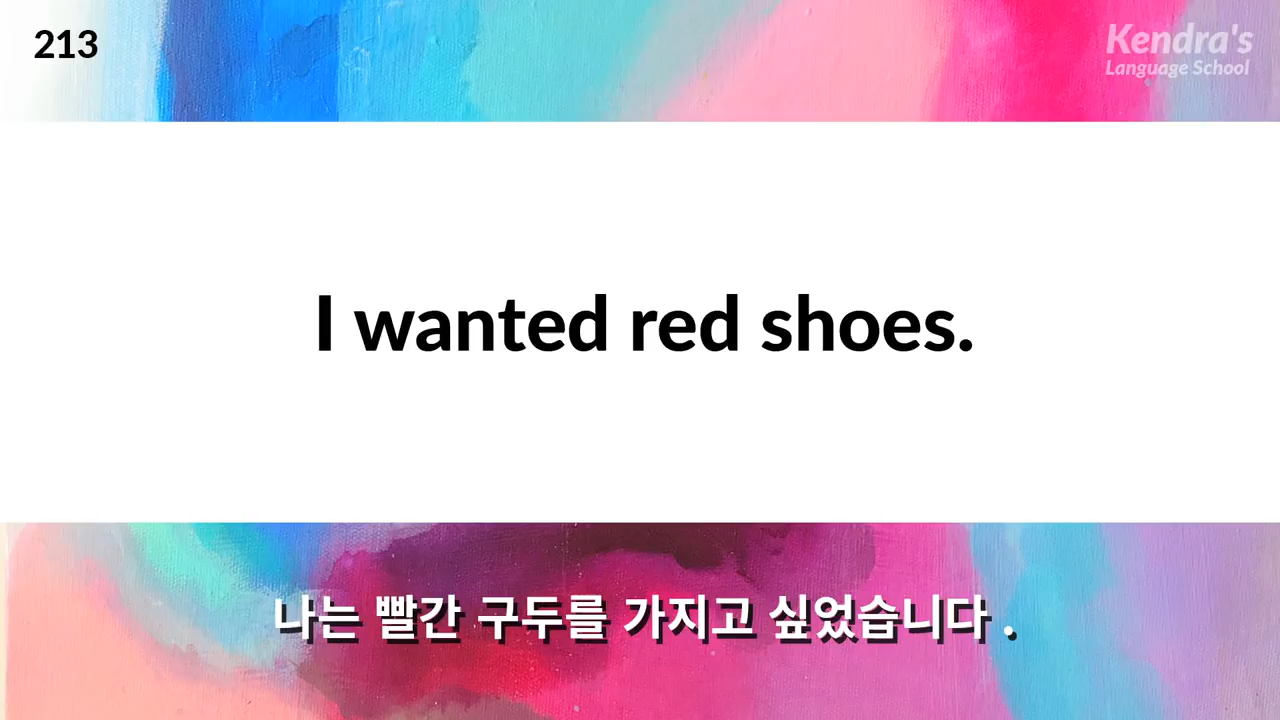 213
Kendra's
Language School
I wanted red shoes.
나는 빨간 구두를 가지고 싶었습니다 .